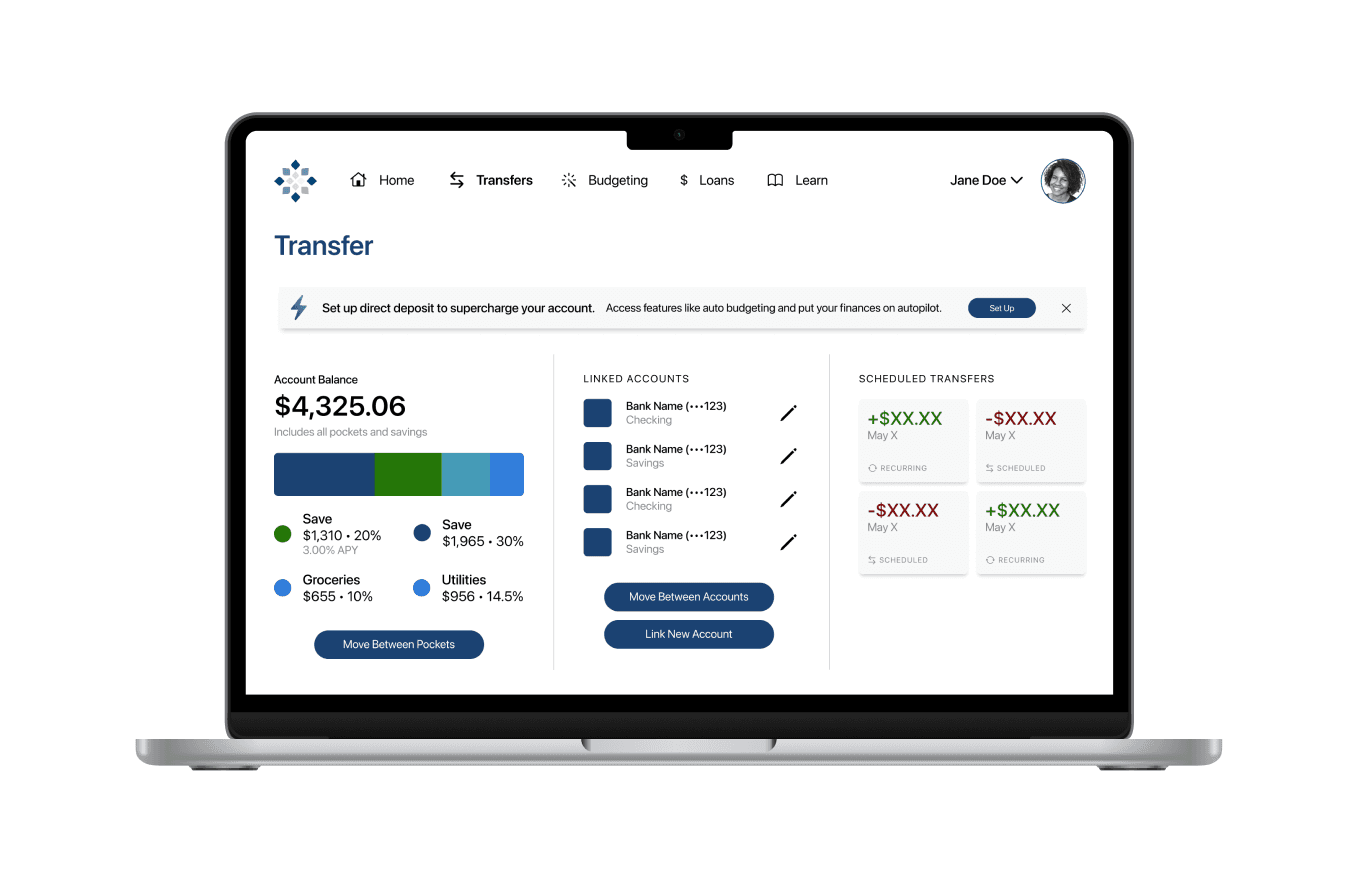 Home
Transfers
Budgeting
$ Loans
Learn
Jane Doe
Transfer
Set up direct deposit to supercharge your account. Access features like auto budgeting and put your finances on autopilot.
Set Up
Account Balance
$4,325.06
Includes all pockets and savings
Save
$1,310 • 20%
3.00% APY
Save
$1,965 • 30%
Groceries
$655 • 10%
Utilities
$956 • 14.5%
Move Between Pockets
LINKED ACCOUNTS
Bank Name (•••123)
Checking
Bank Name (•••123)
Savings
Bank Name (•••123)
Checking
Bank Name (•••123)
Savings
Move Between Accounts
Link New Account
SCHEDULED TRANSFERS
+$XX.XX
May X
RECURRING
-$XX.XX
May X
SCHEDULED
-$XX.XX
May X
SCHEDULED
+$XX.XX
May X
RECURRING